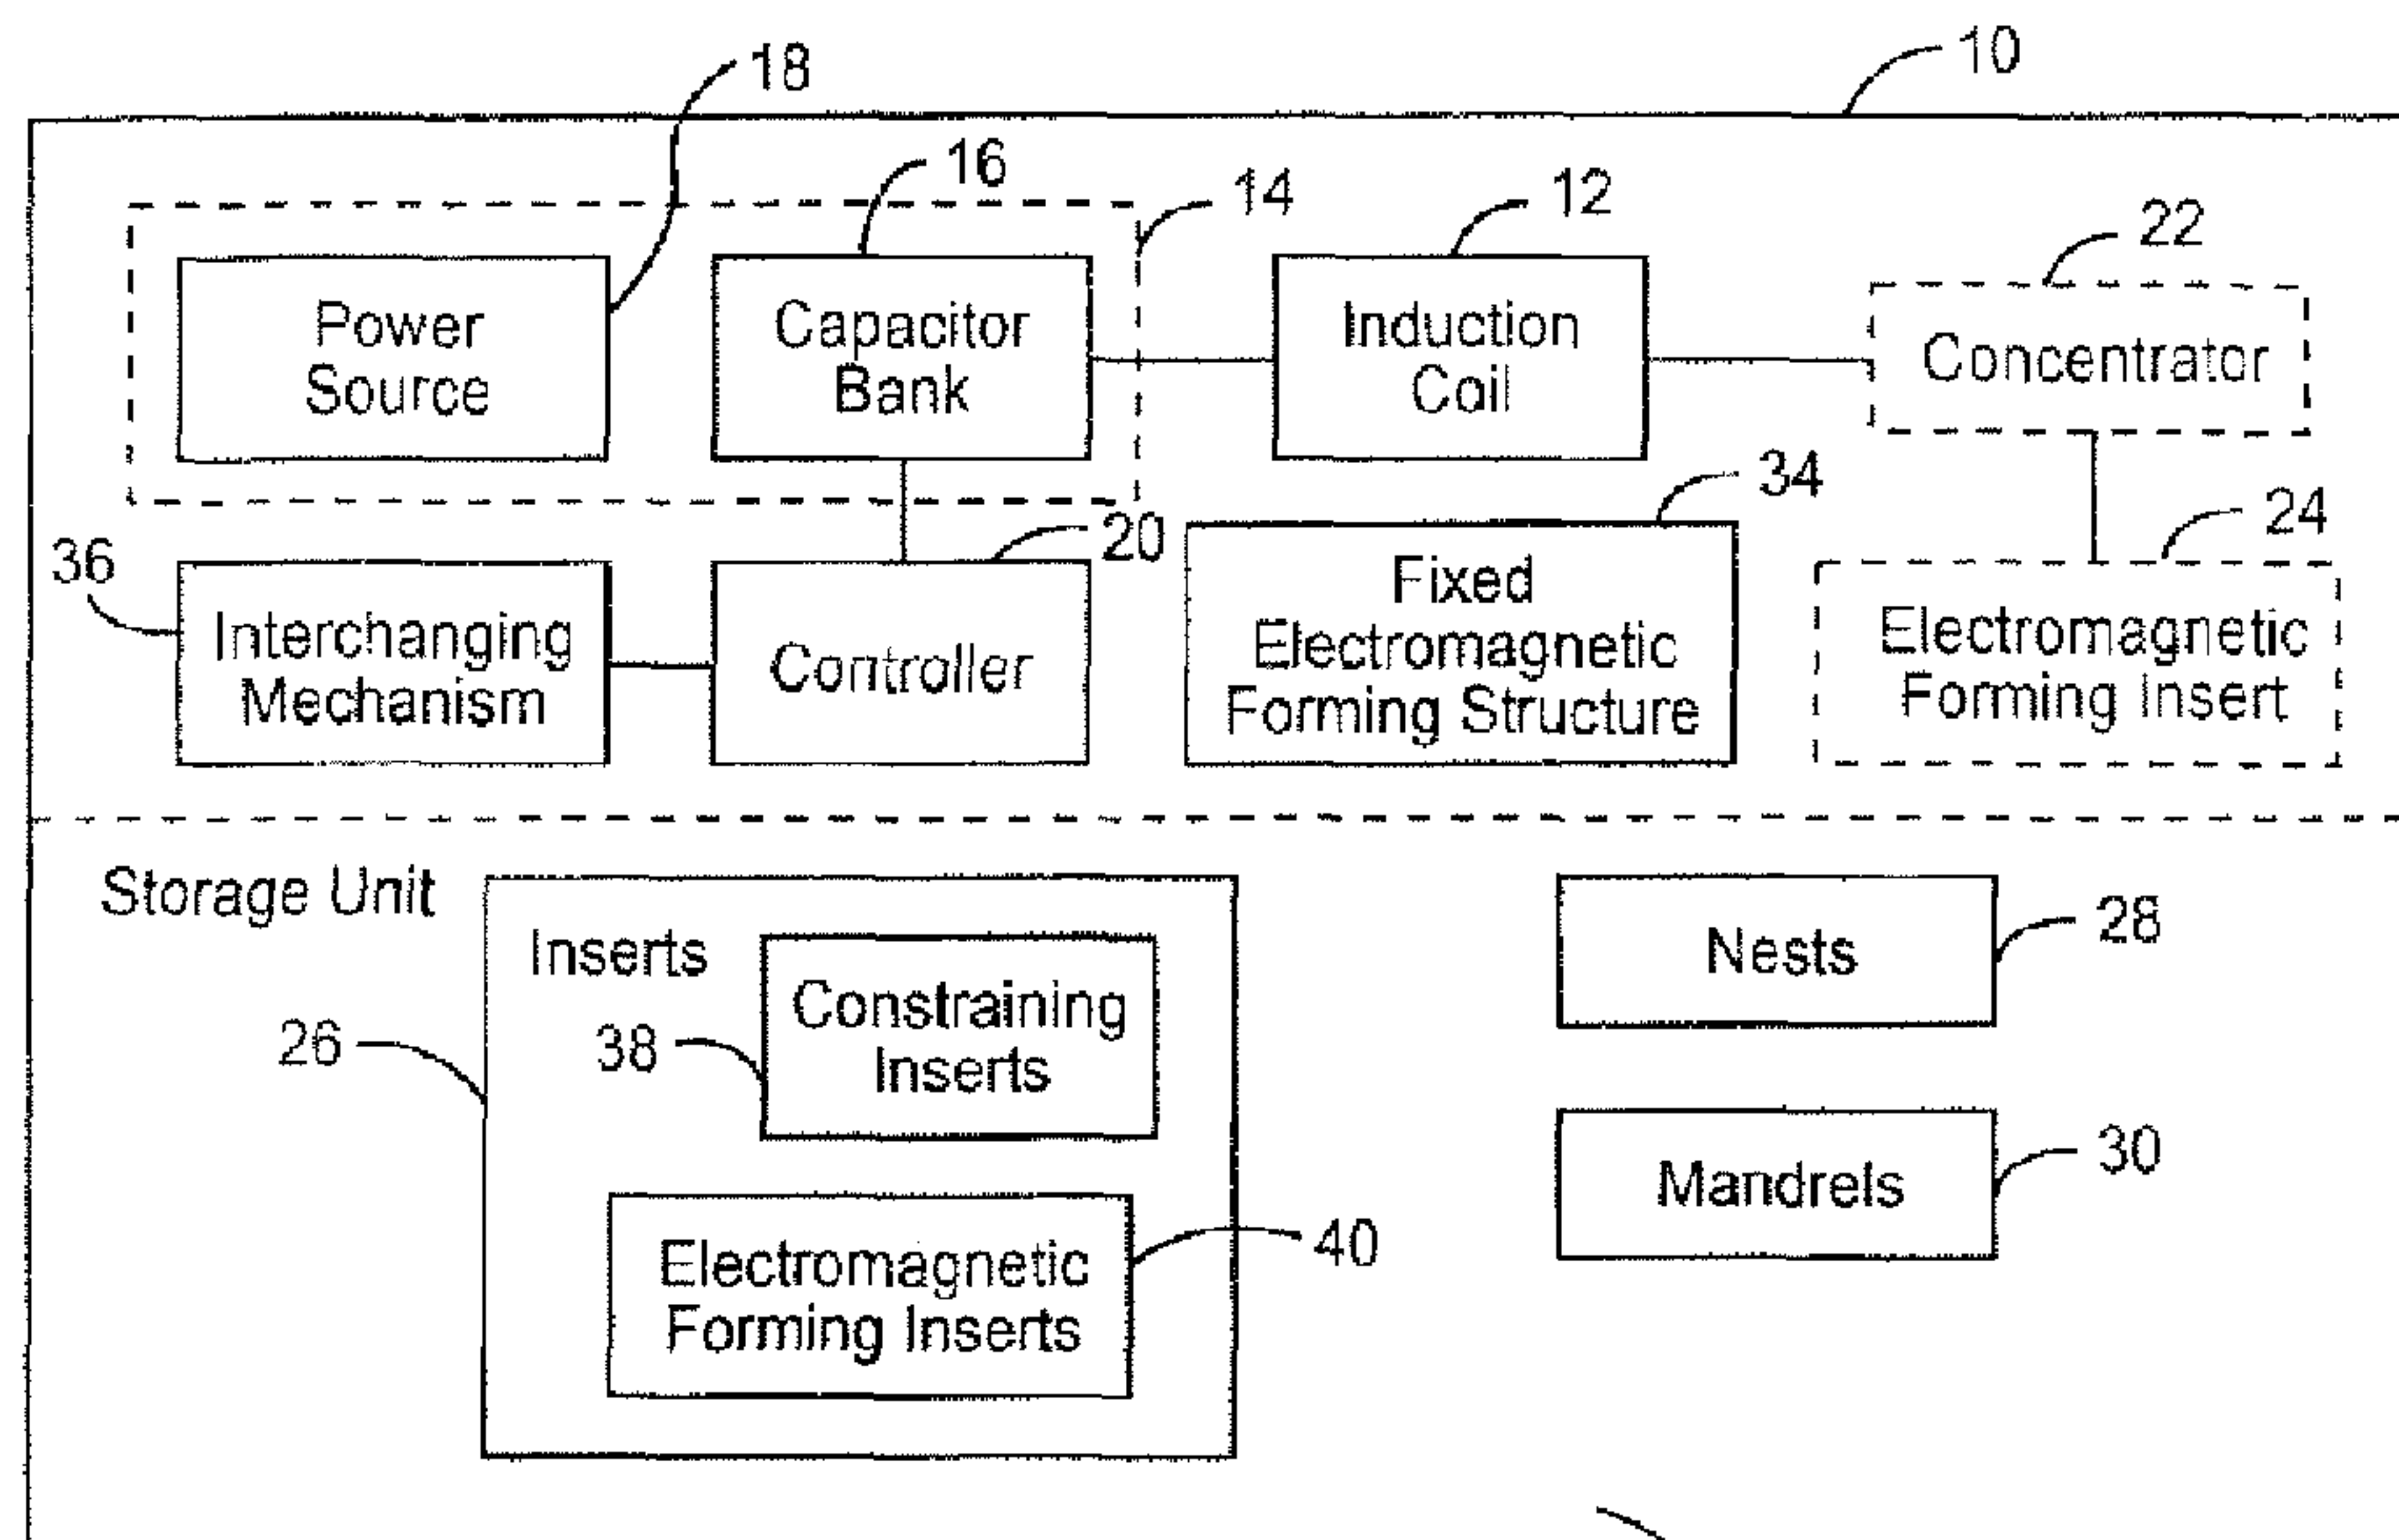 10
18
16
14
12
22
Power
Source
Capacitor
Bank
Induction
Coil
Concentrator
34
24
20
36
Interchanging
Mechanism
Controller
Fixed
Electromagnetic
Forming Structure
Electromagnetic
Forming Insert
Storage Unit
Inserts
Constraining
Inserts
38
26
Nests
28
Mandrels
30
Electromagnetic
Forming Inserts
40